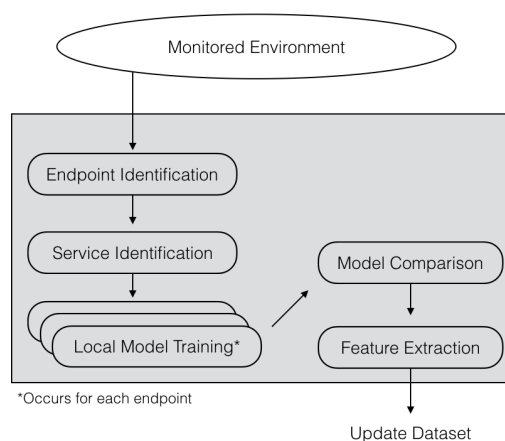 Monitored Environment
Endpoint Identification
Service Identification
Local Model Training*
Model Comparison
Feature Extraction
*Occurs for each endpoint
Update Dataset